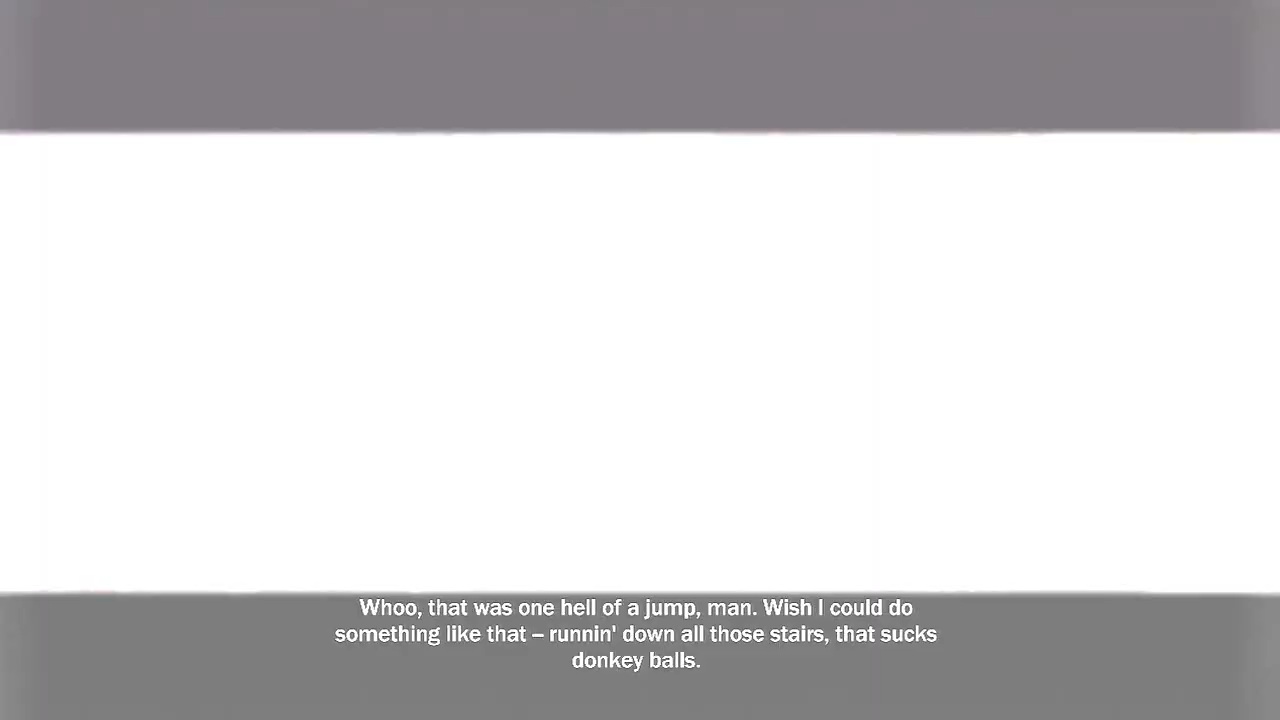 Whoo, that was one hell of a jump, man. Wish I could do
something like that – runnin' down all those stairs, that sucks
donkey balls.